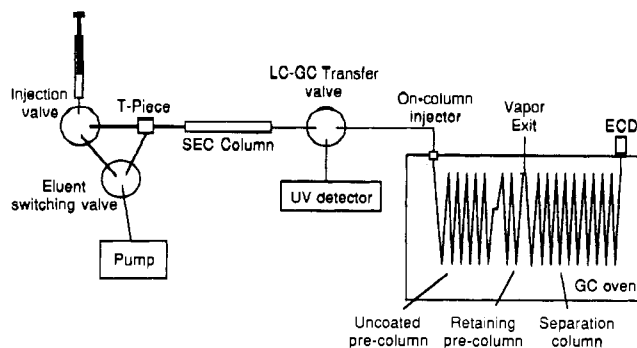 Injection
valve
T-Piece
SEC Column
Eluent
switching valve
Pump
LC-GC Transfer
valve
UV detector
On-column
injector
Vapor
Exit
ECD
GC oven
Uncoated
pre-column
Retaining
pre-column
Separation
column